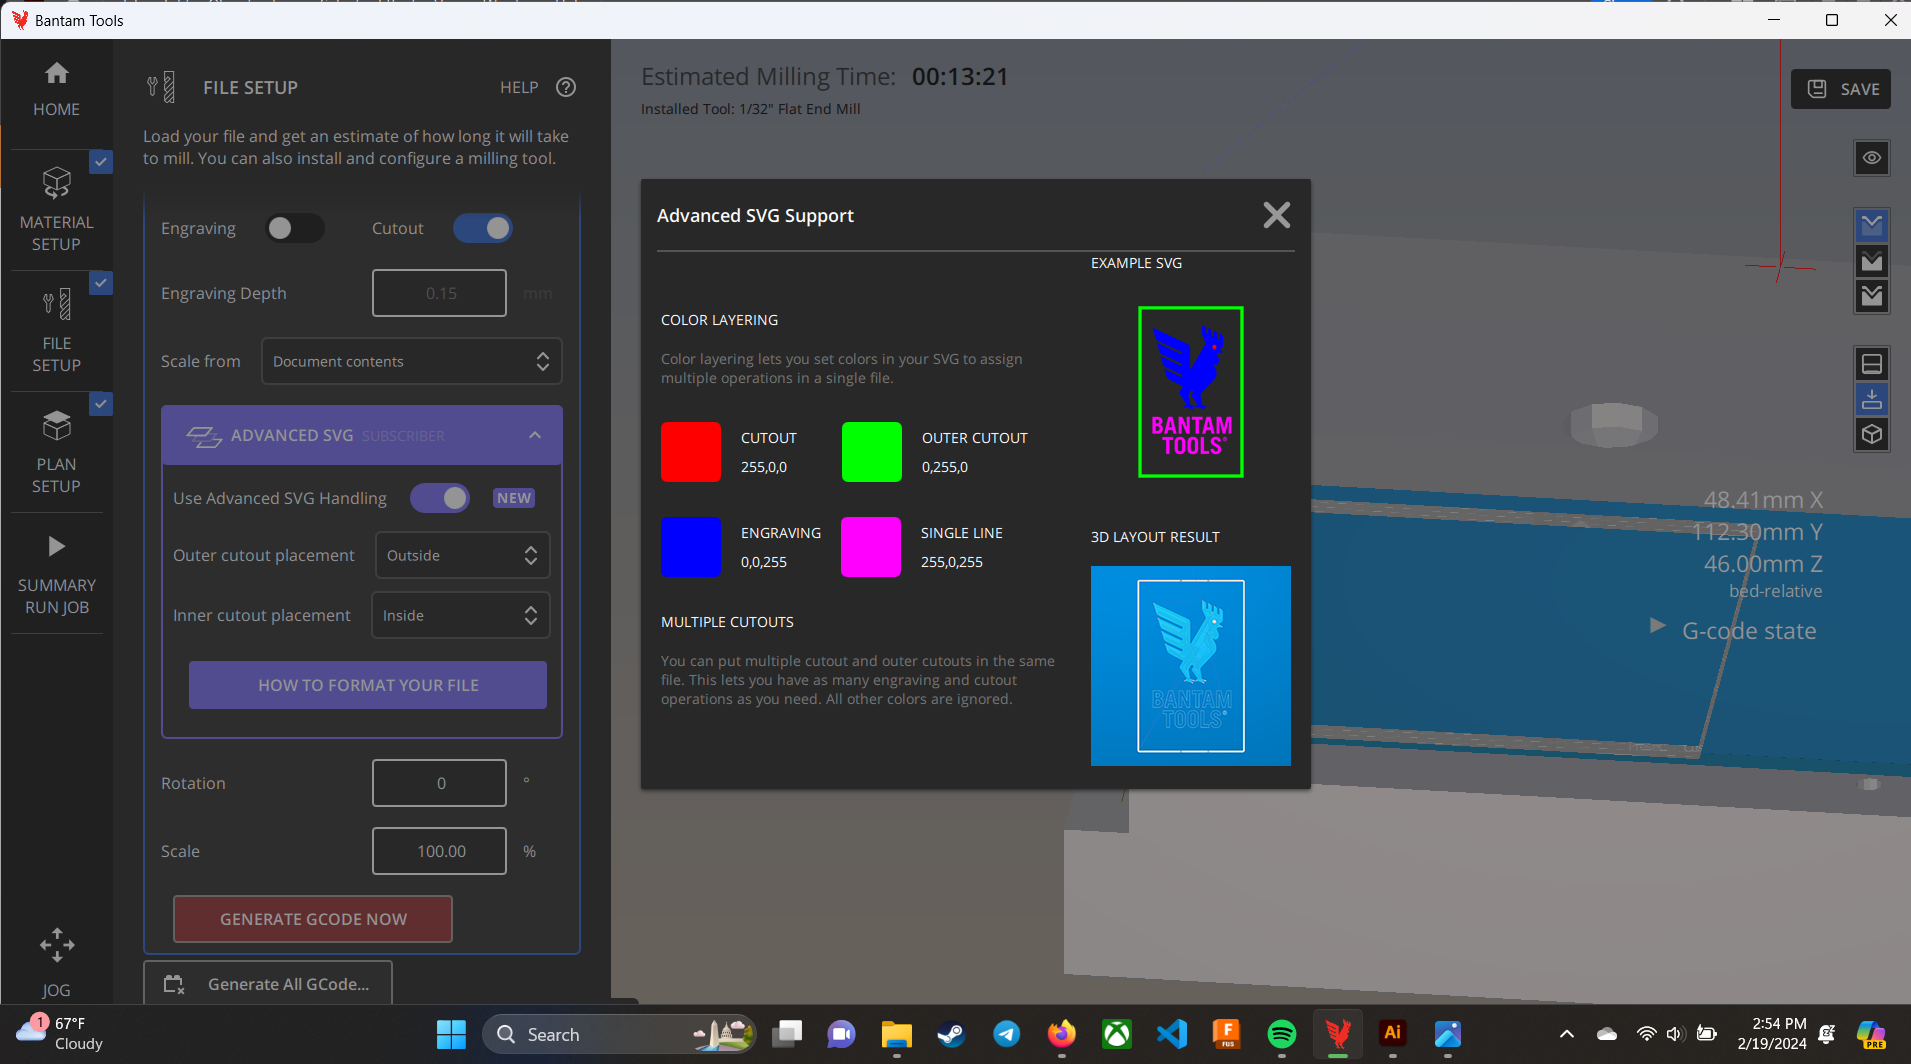 Bantam Tools
HOME
MATERIAL
SETUP
FILE
SETUP
PLAN
SETUP
SUMMARY
RUN JOB
JOG
FILE SETUP
HELP
Load your file and get an estimate of how long it will take
to mill. You can also install and configure a milling tool.
Engraving
Cutout
Engraving Depth
0.15
mm
Scale from
Document contents
ADVANCED SVG SUBSCRIBER
Use Advanced SVG Handling
NEW
Outer cutout placement
Outside
Inner cutout placement
Inside
HOW TO FORMAT YOUR FILE
Rotation
0
°
Scale
100.00
%
GENERATE GCODE NOW
Generate All GCode...
Estimated Milling Time: 00:13:21
Installed Tool: 1/32" Flat End Mill
SAVE
Advanced SVG Support
COLOR LAYERING
Color layering lets you set colors in your SVG to assign
multiple operations in a single file.
CUTOUT
255,0,0
OUTER CUTOUT
0,255,0
ENGRAVING
0,0,255
SINGLE LINE
255,0,255
MULTIPLE CUTOUTS
You can put multiple cutout and outer cutouts in the same
file. This lets you have as many engraving and cutout
operations as you need. All other colors are ignored.
EXAMPLE SVG
BANTAM
TOOLS®
3D LAYOUT RESULT
BANTAM
TOOLS®
48.41mm X
112.30mm Y
46.00mm Z
bed-relative
G-code state
1
67°F
Cloudy
Search
F
FUS
Ai
2:54 PM
2/19/2024
PRE